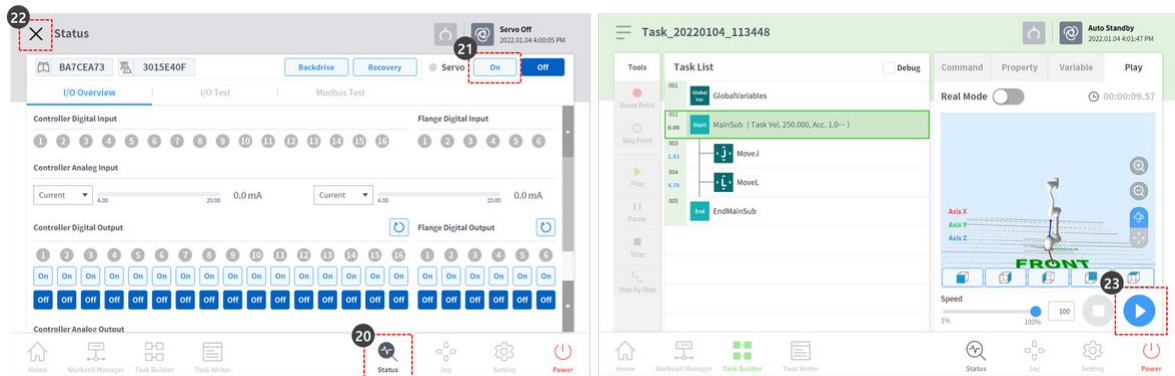 22
Status
Servo Off
2022.01.04 4:00:05 PM
21
BA7CEA73
3015E40F
Backdrive
Recovery
Servo
On
Off
I/O Overview
I/O Test
Modbus Test
Controller Digital Input
Flange Digital Input
1 2 3 4 5 6 7 8 9 10 11 12 13 14 15 16
1 2 3 4 5 6
Controller Analog Input
Current
4.00
20.00
0.0 mA
Current
4.00
20.00
0.0 mA
Controller Digital Output
Flange Digital Output
1 2 3 4 5 6 7 8 9 10 11 12 13 14 15 16
1 2 3 4 5 6
On On On On On On On On On On On On On On On On
On On On On On On
Off Off Off Off Off Off Off Off Off Off Off Off Off Off Off Off
Off Off Off Off Off Off
Controller Analog Output
20
Home
Workcell Manager
Task Builder
Task Writer
Status
Jog
Setting
Power
Task_20220104_113448
Auto Standby
2022.01.04 4:01:47 PM
Tools
Task List
Debug
Command
Property
Variable
Play
Break Point
Skip Point
Play
Pause
Stop
Step by Step
001
Global Var.
GlobalVariables
002
0.00
Start
MainSub ( Task Vel. 250.000, Acc. 1.0··· )
003
1.83
J
MoveJ
004
4.78
L
MoveL
005
End
EndMainSub
Real Mode
00:00:09.57
Axis X
Axis Y
Axis Z
FRONT
23
Speed
1%
100%
100
Home
Workcell Manager
Task Builder
Task Writer
Status
Jog
Setting
Power